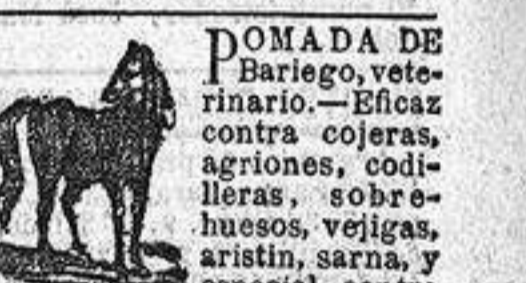 POMADA DE
Bariego, vete-
rinario.—Eficaz
contra cojeras,
agriones, codi-
lleras, sobre-
huesos, vejigas,
aristin, sarna, y